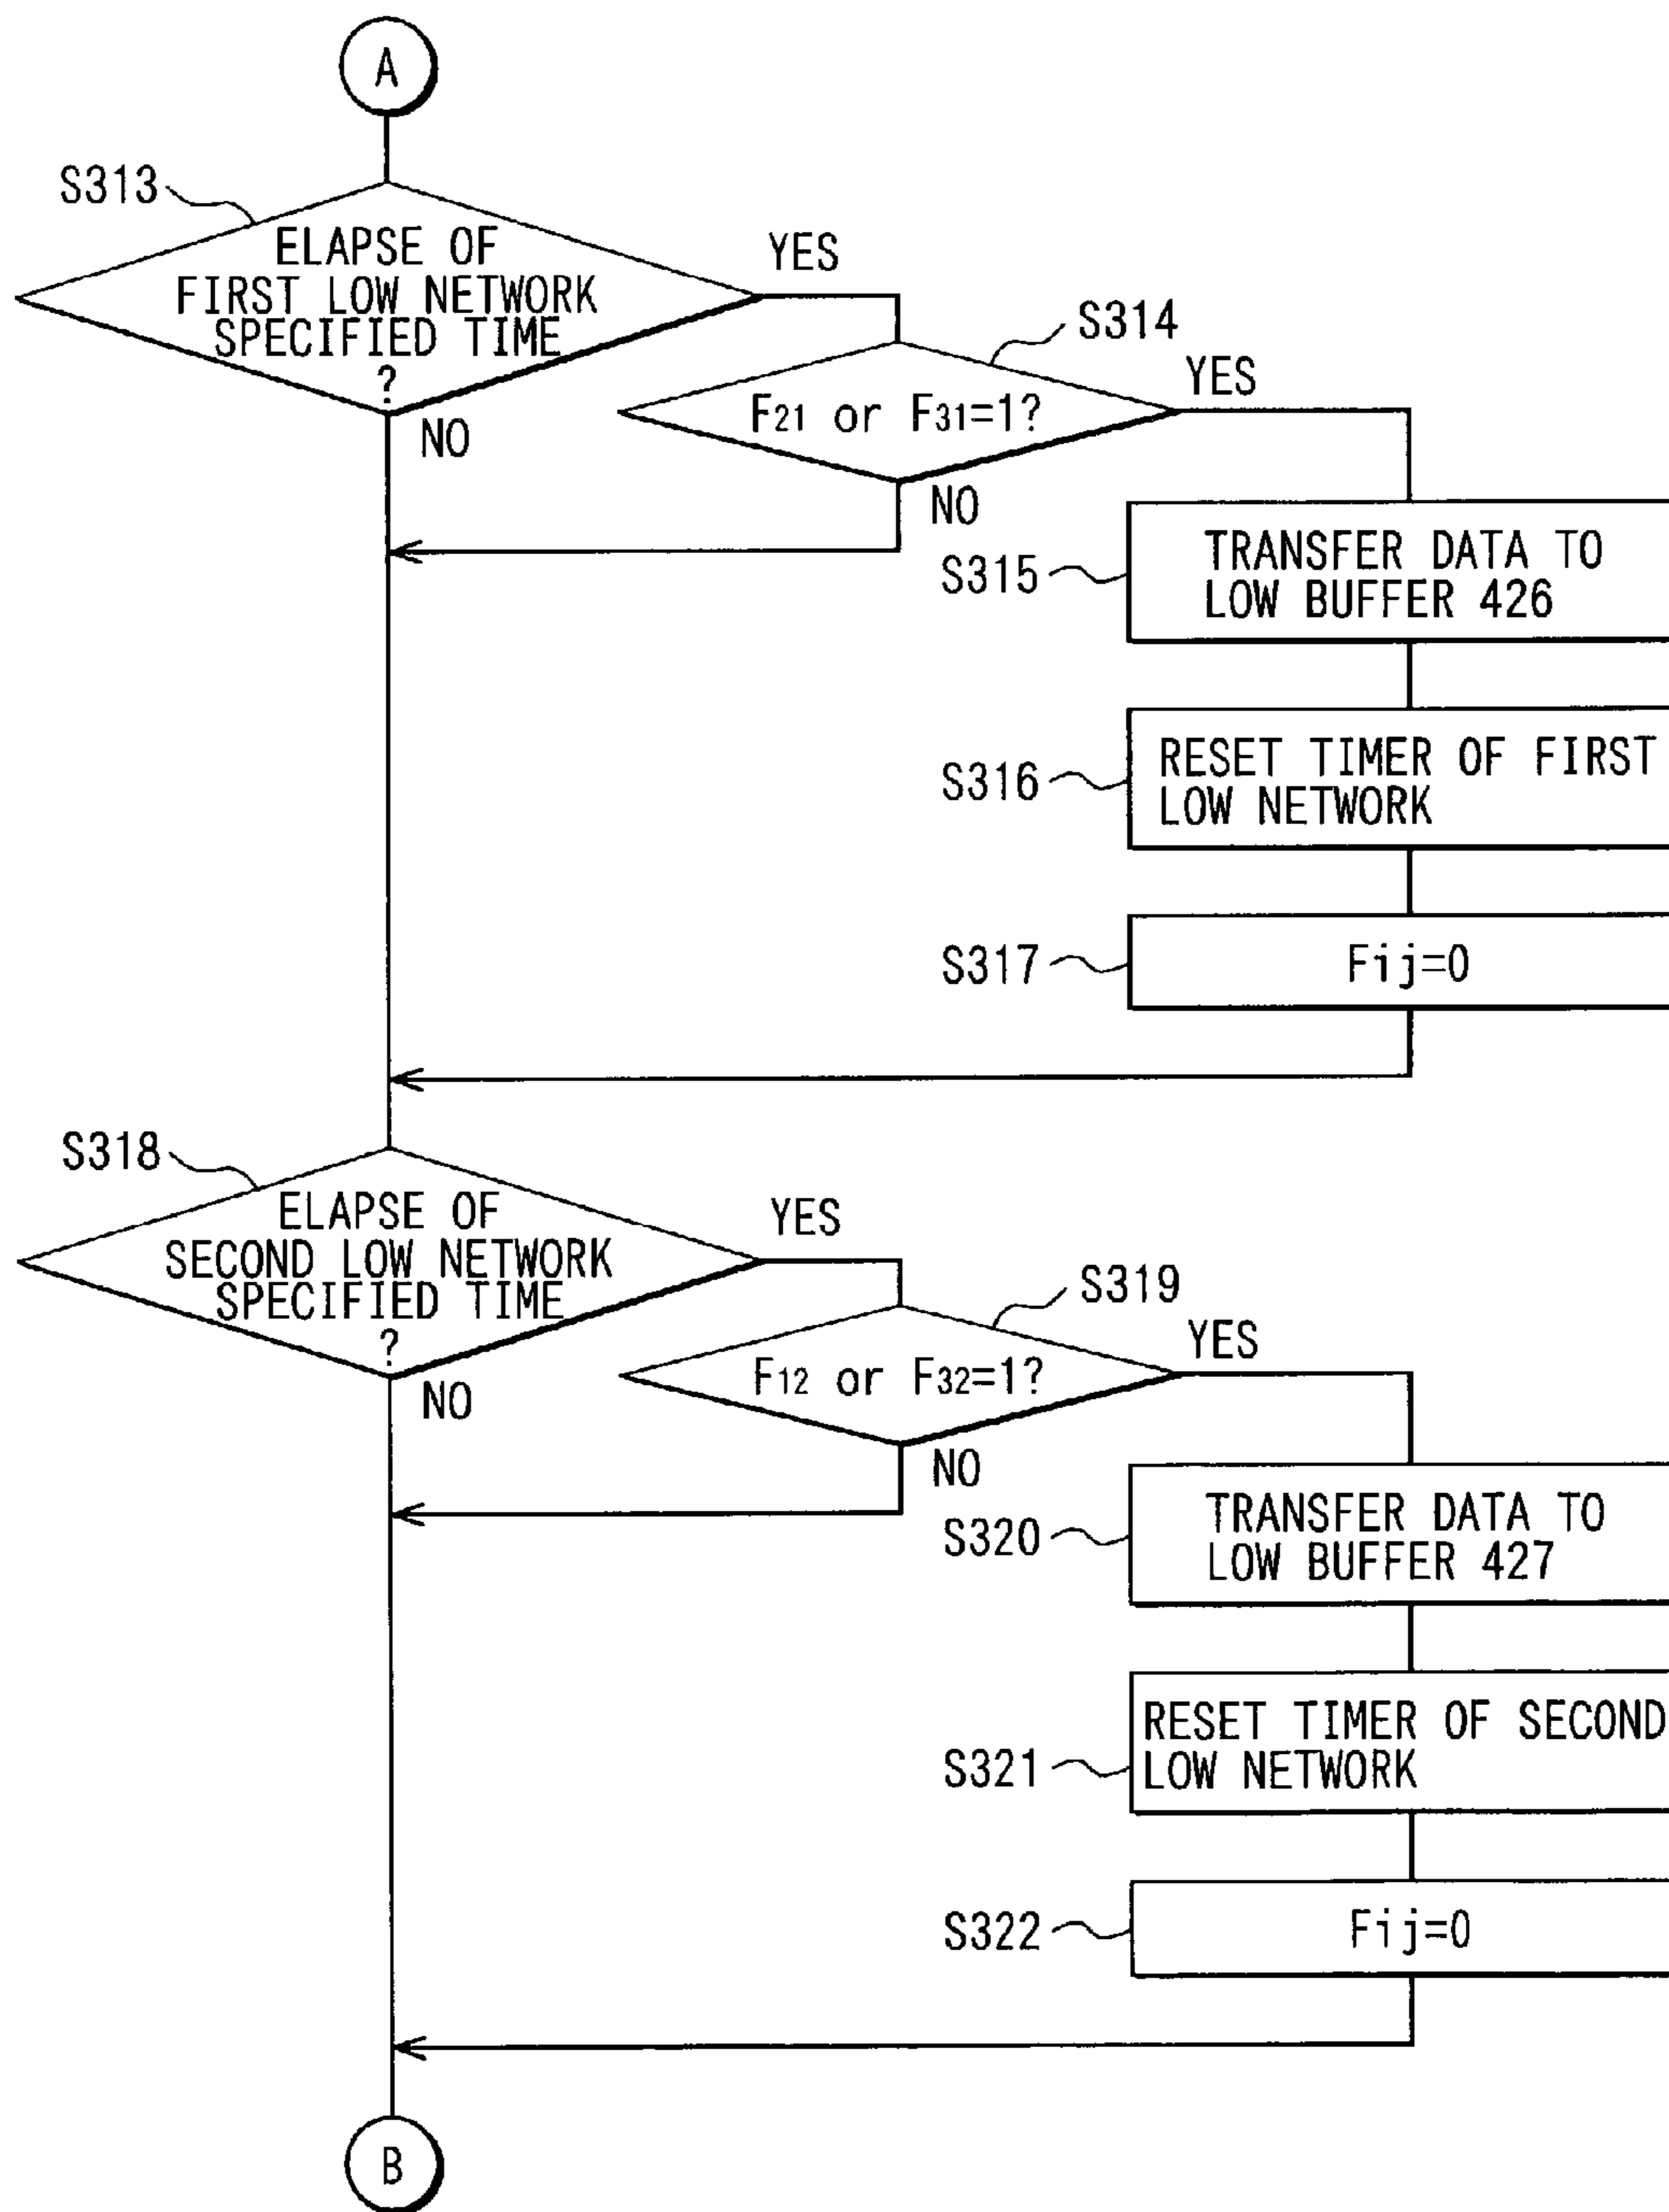 A
S313
ELAPSE OF
FIRST LOW NETWORK
SPECIFIED TIME
?
YES
NO
S314
F21 or F31=1?
YES
NO
S315
TRANSFER DATA TO
LOW BUFFER 426
S316
RESET TIMER OF FIRST
LOW NETWORK
S317
Fij=0
S318
ELAPSE OF
SECOND LOW NETWORK
SPECIFIED TIME
?
YES
NO
S319
F12 or F32=1?
YES
NO
S320
TRANSFER DATA TO
LOW BUFFER 427
S321
RESET TIMER OF SECOND
LOW NETWORK
S322
Fij=0
B